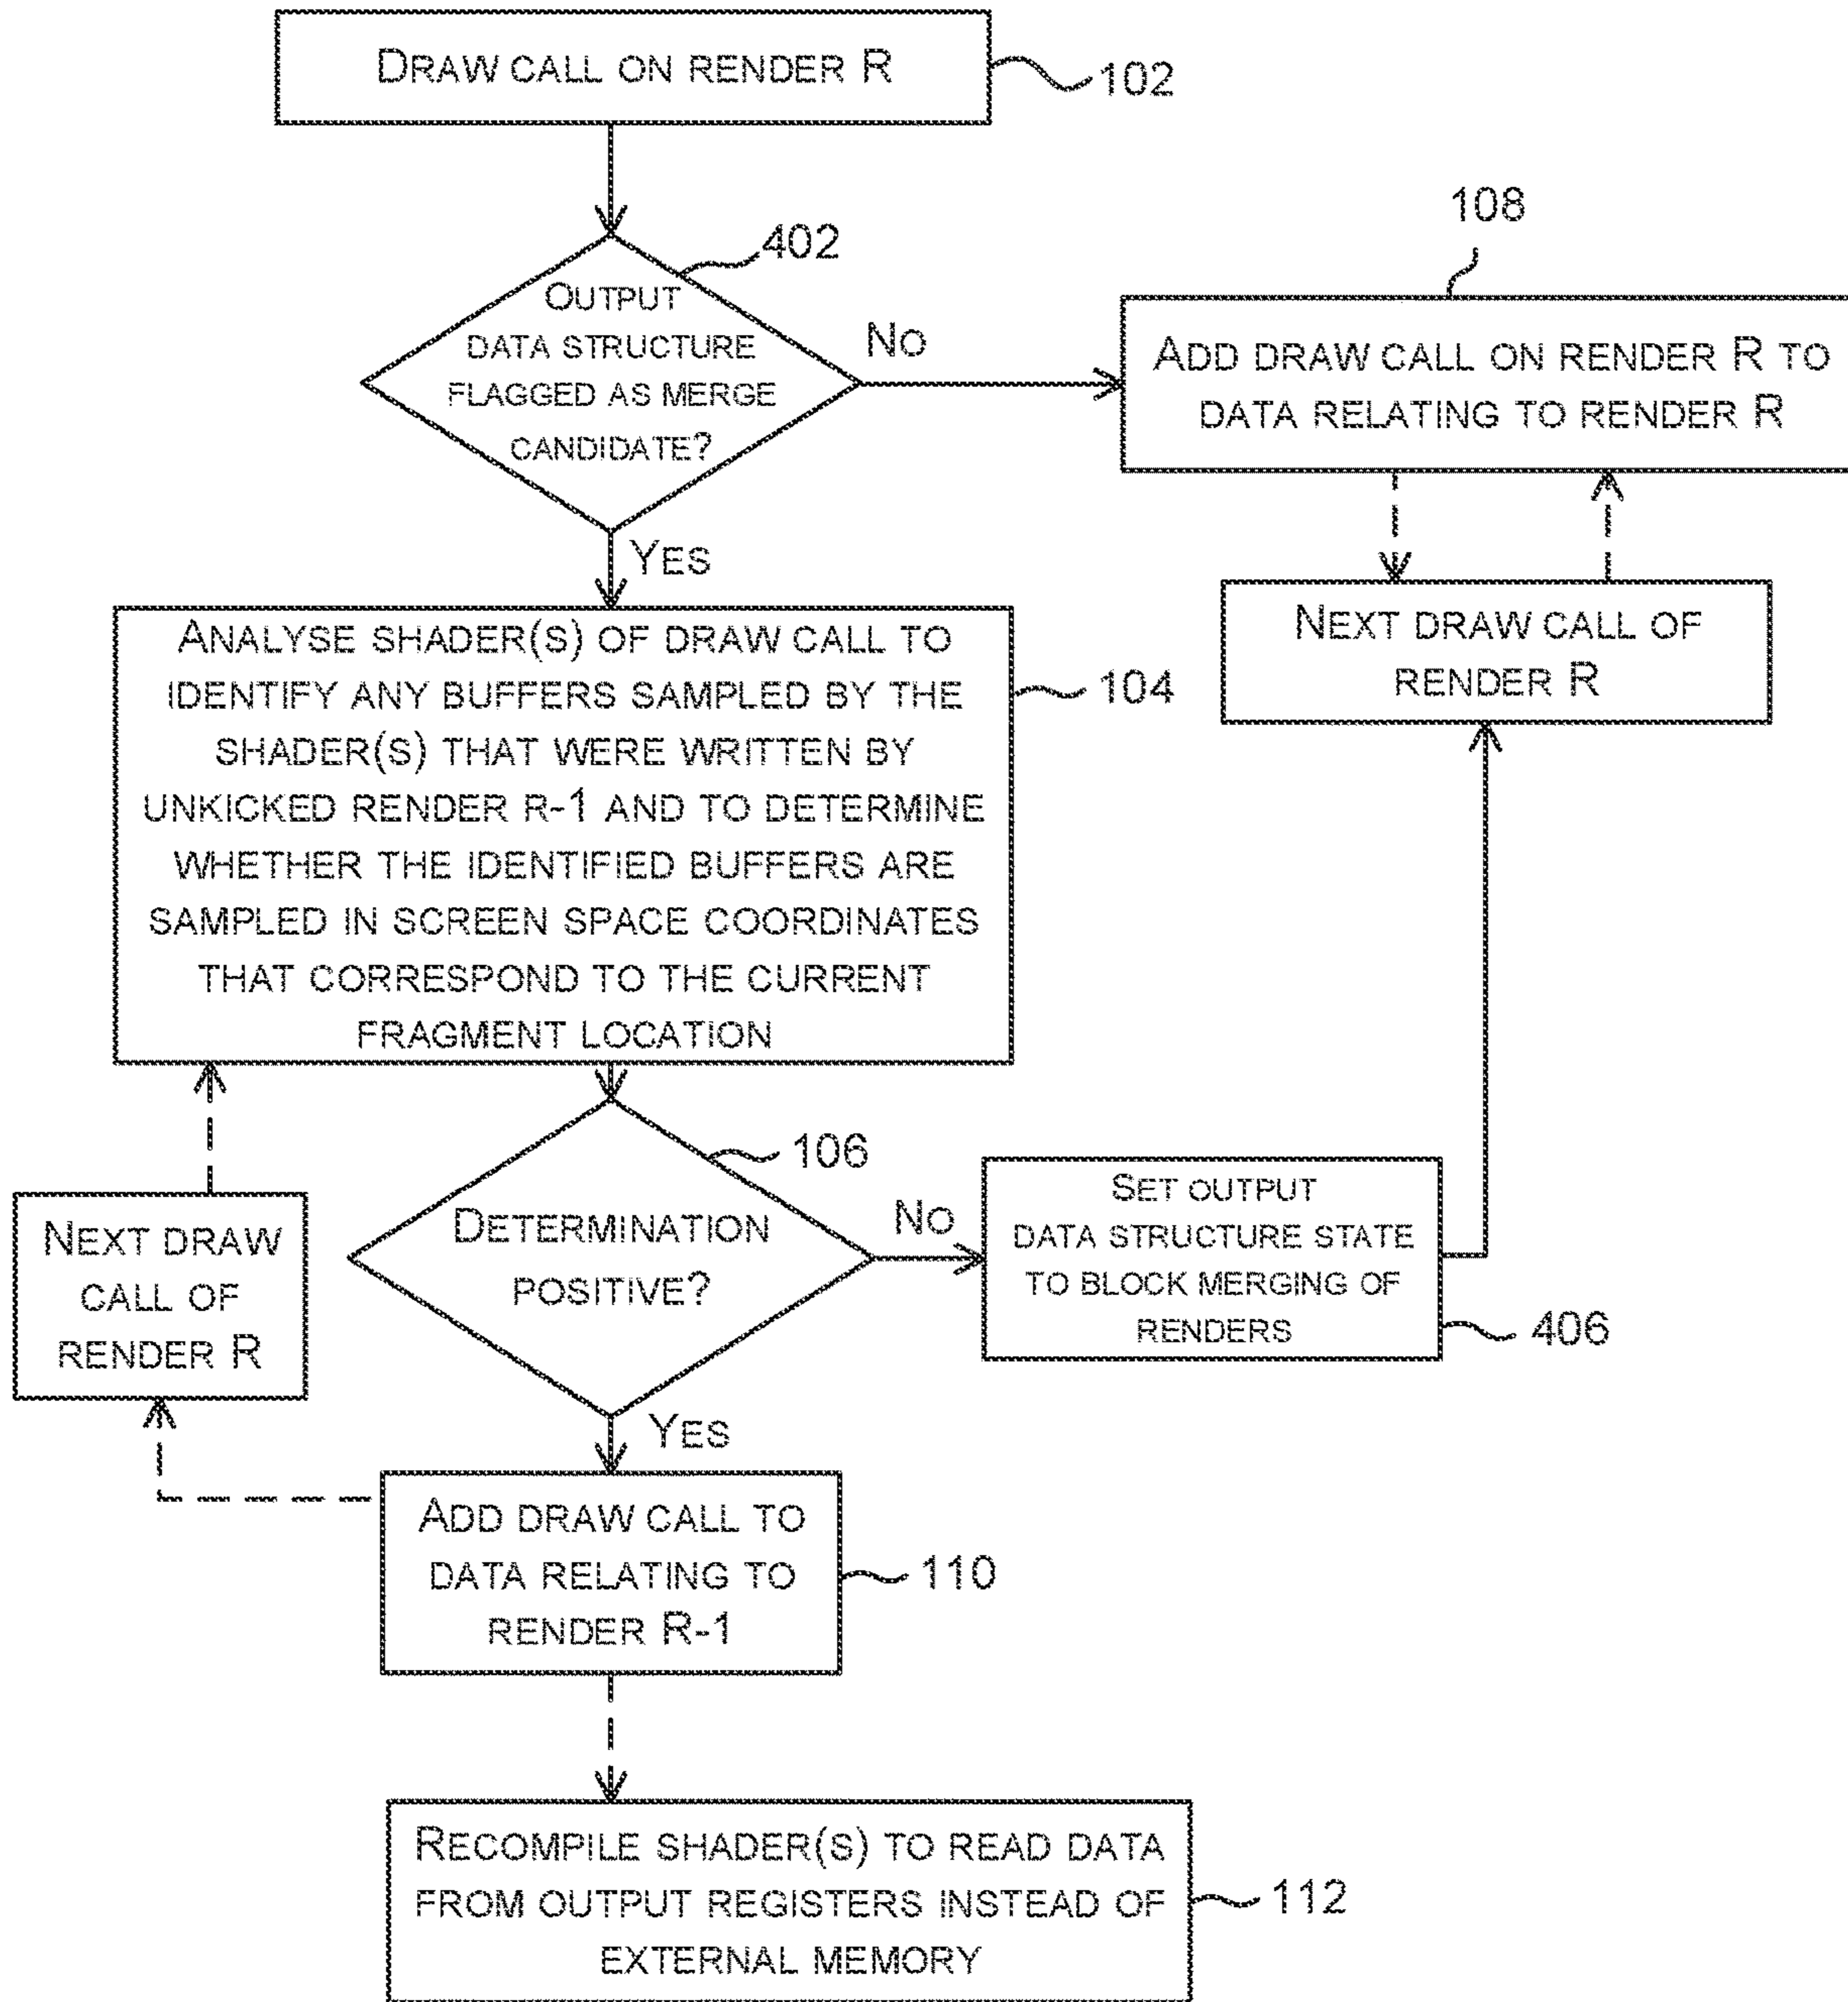 DRAW CALL ON RENDER R
102
402
OUTPUT
DATA STRUCTURE
FLAGGED AS MERGE
CANDIDATE?
NO
YES
108
ADD DRAW CALL ON RENDER R TO
DATA RELATING TO RENDER R
NEXT DRAW CALL OF
RENDER R
ANALYSE SHADER(S) OF DRAW CALL TO
IDENTIFY ANY BUFFERS SAMPLED BY THE
SHADER(S) THAT WERE WRITTEN BY
UNKICKED RENDER R-1 AND TO DETERMINE
WHETHER THE IDENTIFIED BUFFERS ARE
SAMPLED IN SCREEN SPACE COORDINATES
THAT CORRESPOND TO THE CURRENT
FRAGMENT LOCATION
104
106
DETERMINATION
POSITIVE?
NO
YES
SET OUTPUT
DATA STRUCTURE STATE
TO BLOCK MERGING OF
RENDERS
406
NEXT DRAW
CALL OF
RENDER R
ADD DRAW CALL TO
DATA RELATING TO
RENDER R-1
110
RECOMPILE SHADER(S) TO READ DATA
FROM OUTPUT REGISTERS INSTEAD OF
EXTERNAL MEMORY
112